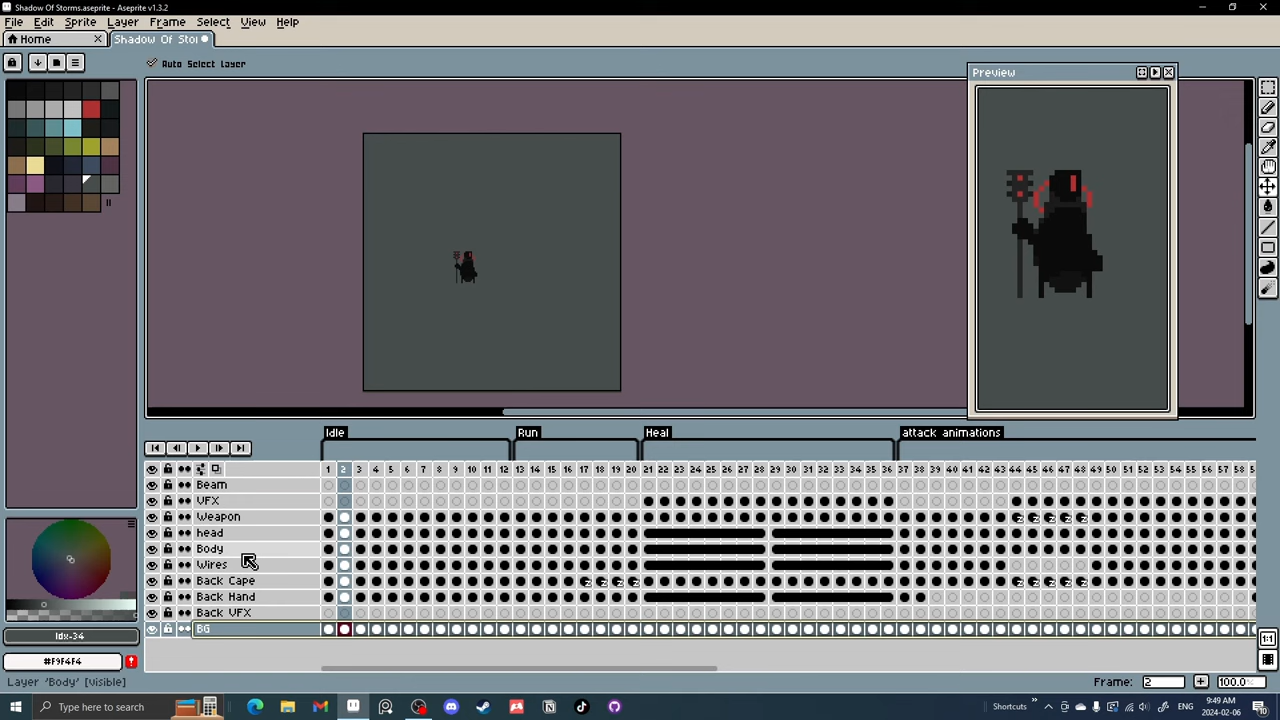 Shadow Of Storms.aseprite - Aseprite v1.3.2
File Edit Sprite Layer Frame Select View Help
Home Shadow Of Stor
Auto Select Layer
Preview
Idle Run Heal attack animations
1 2 3 4 5 6 7 8 9 10 11 12 13 14 15 16 17 18 19 20 21 22 23 24 25 26 27 28 29 30 31 32 33 34 35 36 37 38 39 40 41 42 43 44 45 46 47 48 49 50 51 52 53 54 55 56 57 58
Beam
VFX
Weapon
head
Body
Wires
Back Cape
Back Hand
Back VFX
BG
Idx-34
#F9F4F4
1:1
Layer 'Body' [visible]
Frame: 2 100.0%
Type here to search
Shortcuts
ENG
9:49 AM
2024-02-06
10